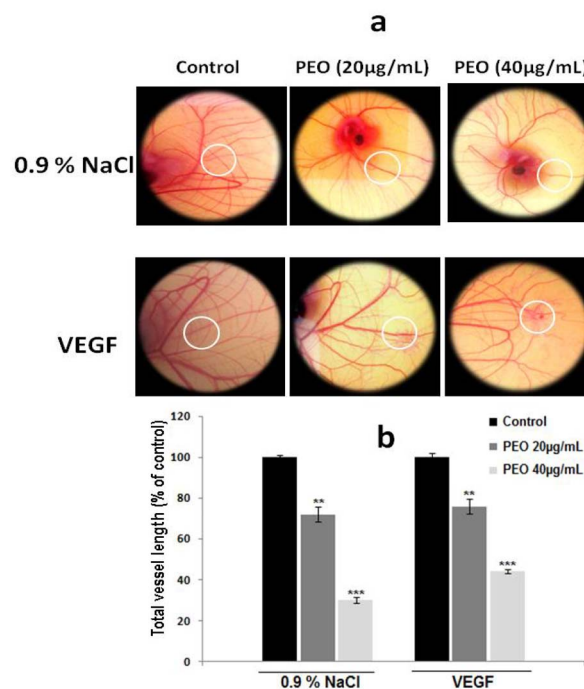 a
Control PEO (20μg/mL) PEO (40μg/mL)
0.9 % NaCl
VEGF
b
Total vessel length (% of control)
120
100
80
60
40
20
0
Control
PEO 20μg/mL
PEO 40μg/mL
**
***
**
***
0.9 % NaCl VEGF